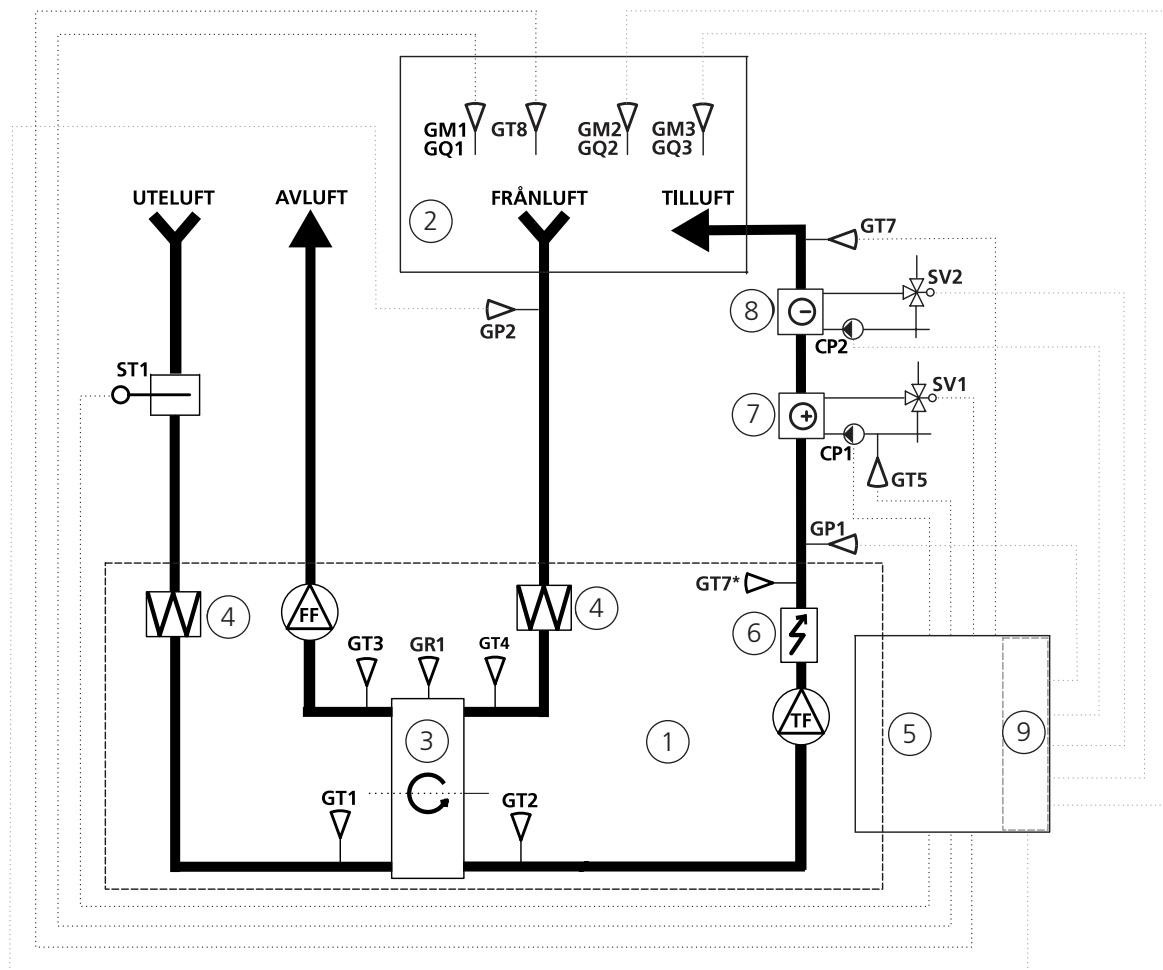 GM1 GT8 GM2 GM3
GQ1 GQ2 GQ3
UTELUFT AVLUFT FRÅNLUFT TILLUFT
2
GT7
SV2
8
GP2
CP2
ST1
SV1
7
CP1
GT5
GP1
GT7*
4 FF 4 6
GT3 GR1 GT4
TF
3 1 5 9
GT1 GT2